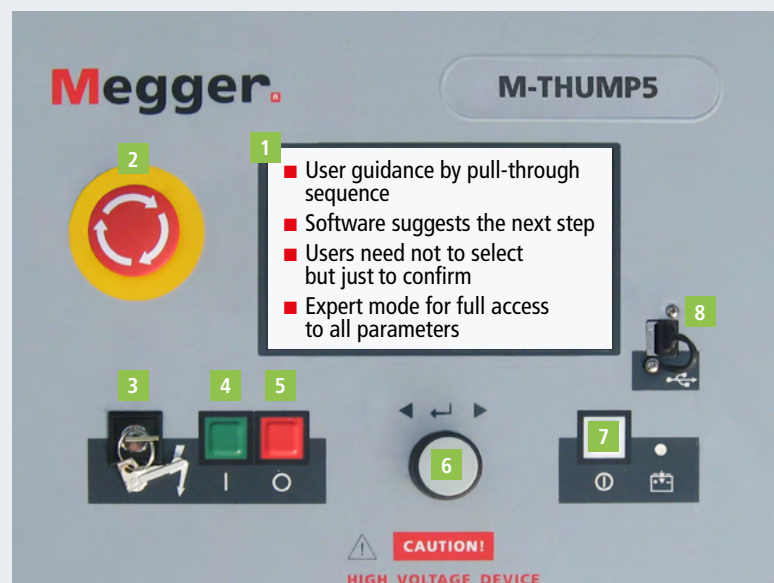 Megger.
M-THUMP5
1
2
User guidance by pull-through
sequence
Software suggests the next step
Users need not to select
but just to confirm
Expert mode for full access
to all parameters
8
3
4
5
6
7
CAUTION!
HIGH VOLTAGE DEVICE